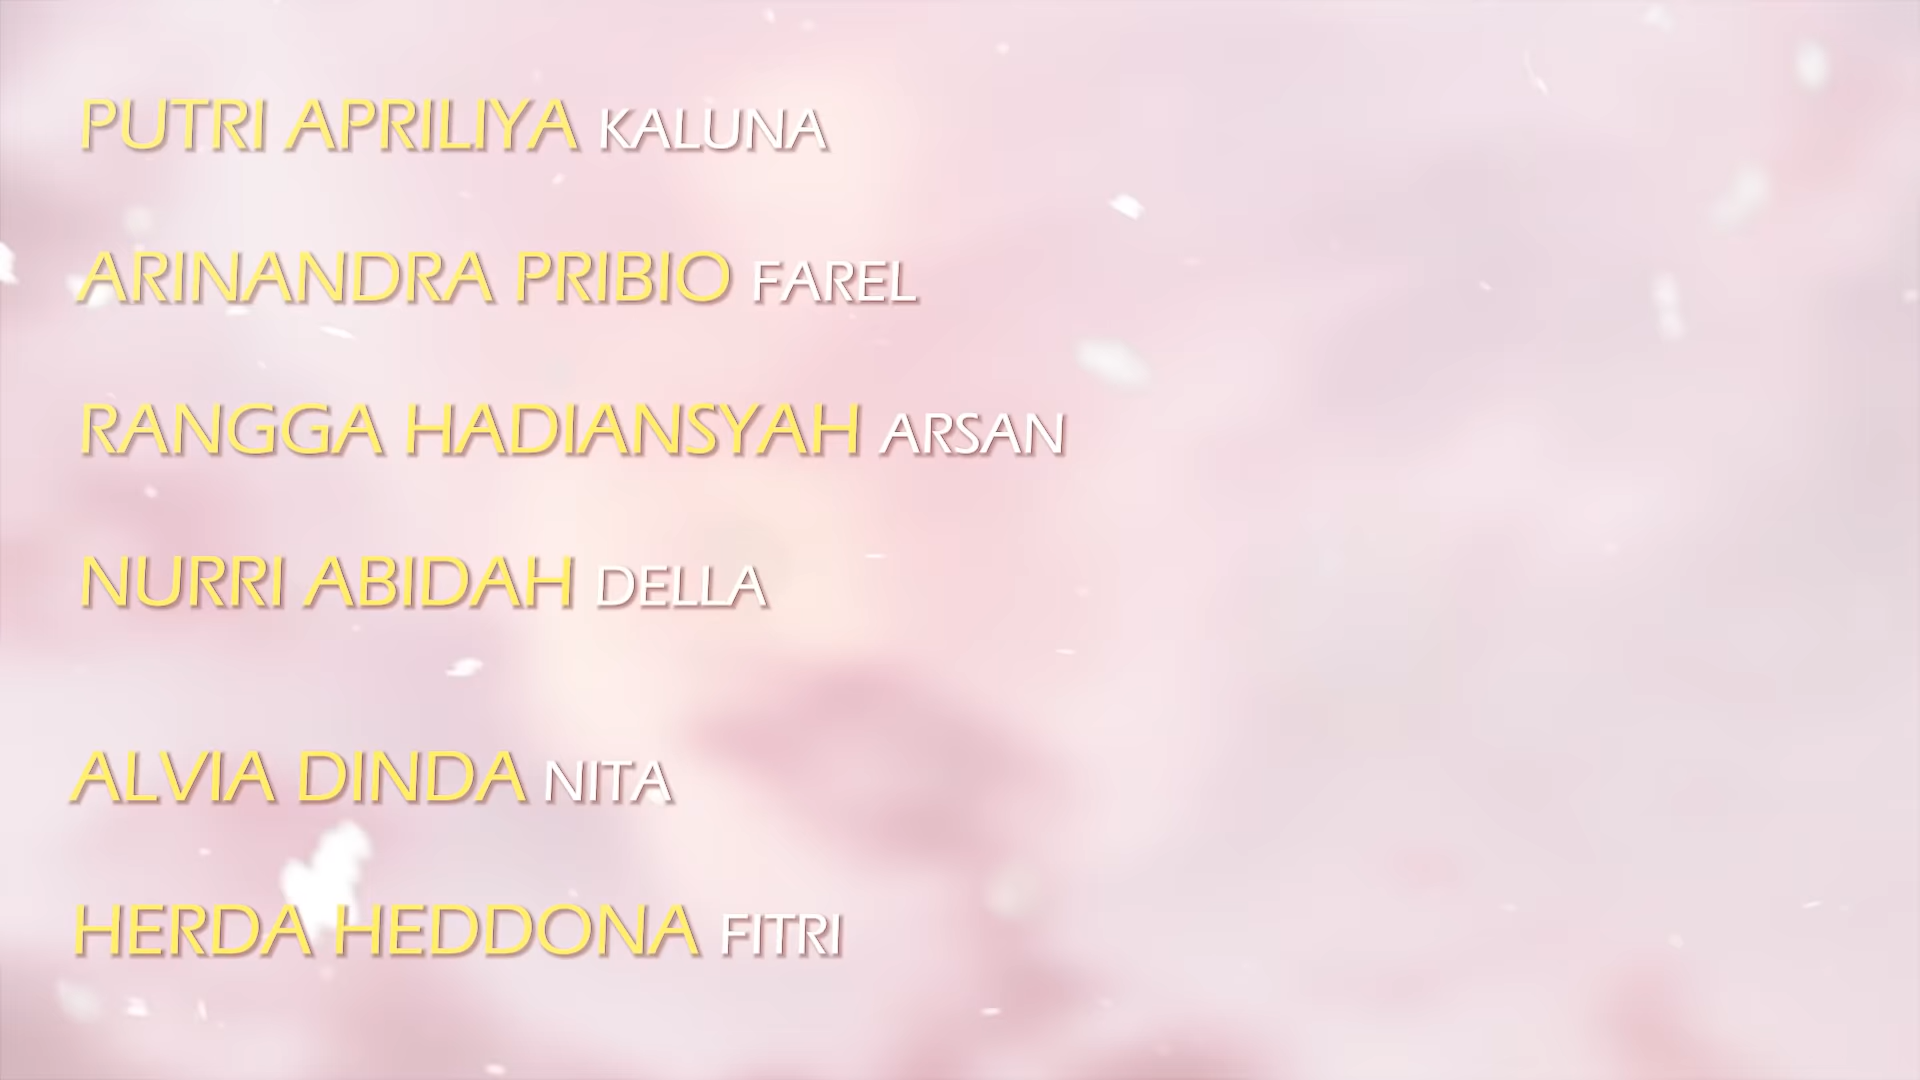 PUTRI APRILIYA KALUNA
ARINANDRA PRIBIO FAREL
RANGGA HADIANSYAH ARSAN
NURRI ABIDAH DELLA
ALVIA DINDA NITA
HERDA HEDDONA FITRI